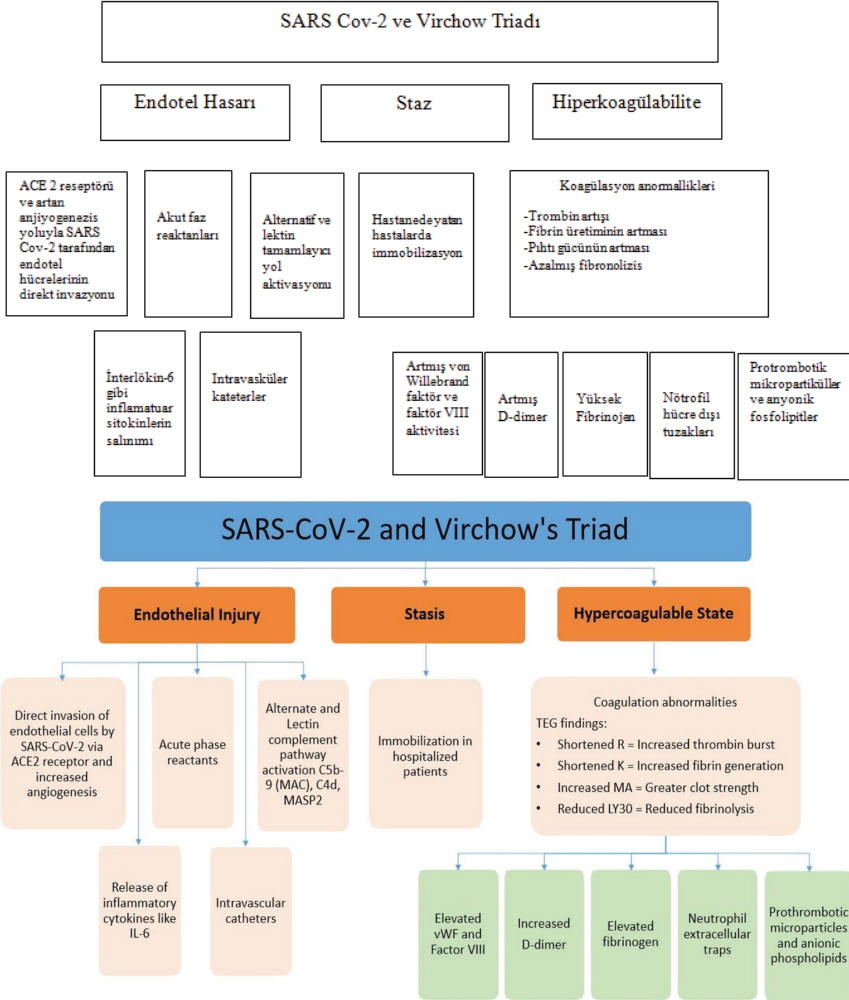 SARS Cov-2 ve Virchow Triadı
Endotel Hasarı
Staz
Hiperkoagülabilite
ACE 2 reseptörü
ve artan
anjiyogenezis
yoluyla SARS
Cov-2 tarafından
endotel
hücrelerinin
direkt invazyonu
Akut faz
reaktanları
Alternatif ve
lektin
tamamlayıcı
yol
aktivasyonu
Hastanede yatan
hastalarda
immobilizasyon
Koagülasyon anormallikleri
-Trombin artışı
-Fibrin üretiminin artması
-Pıhtı gücünün artması
-Azalmış fibronolizis
İnterlökin-6
gibi
inflamatuar
sitokinlerin
salınımı
Intravasküler
kateterler
Artmış von
Willebrand
faktör ve
faktör VIII
aktivitesi
Artmış
D-dimer
Yüksek
Fibrinojen
Nötrofil
hücre dışı
tuzakları
Protrombotik
mikropartiküller
ve anyonik
fosfolipitler
SARS-CoV-2 and Virchow's Triad
Endothelial Injury
Stasis
Hypercoagulable State
Direct invasion of
endothelial cells by
SARS-CoV-2 via
ACE2 receptor and
increased
angiogenesis
Acute phase
reactants
Alternate and
Lectin
complement
pathway
activation C5b-
9 (MAC), C4d,
MASP2
Immobilization in
hospitalized
patients
Coagulation abnormalities
TEG findings:
• Shortened R = Increased thrombin burst
• Shortened K = Increased fibrin generation
• Increased MA = Greater clot strength
• Reduced LY30 = Reduced fibrinolysis
Release of
inflammatory
cytokines like
IL-6
Intravascular
catheters
Elevated
vWF and
Factor VIII
Increased
D-dimer
Elevated
fibrinogen
Neutrophil
extracellular
traps
Prothrombotic
microparticles
and anionic
phospholipids